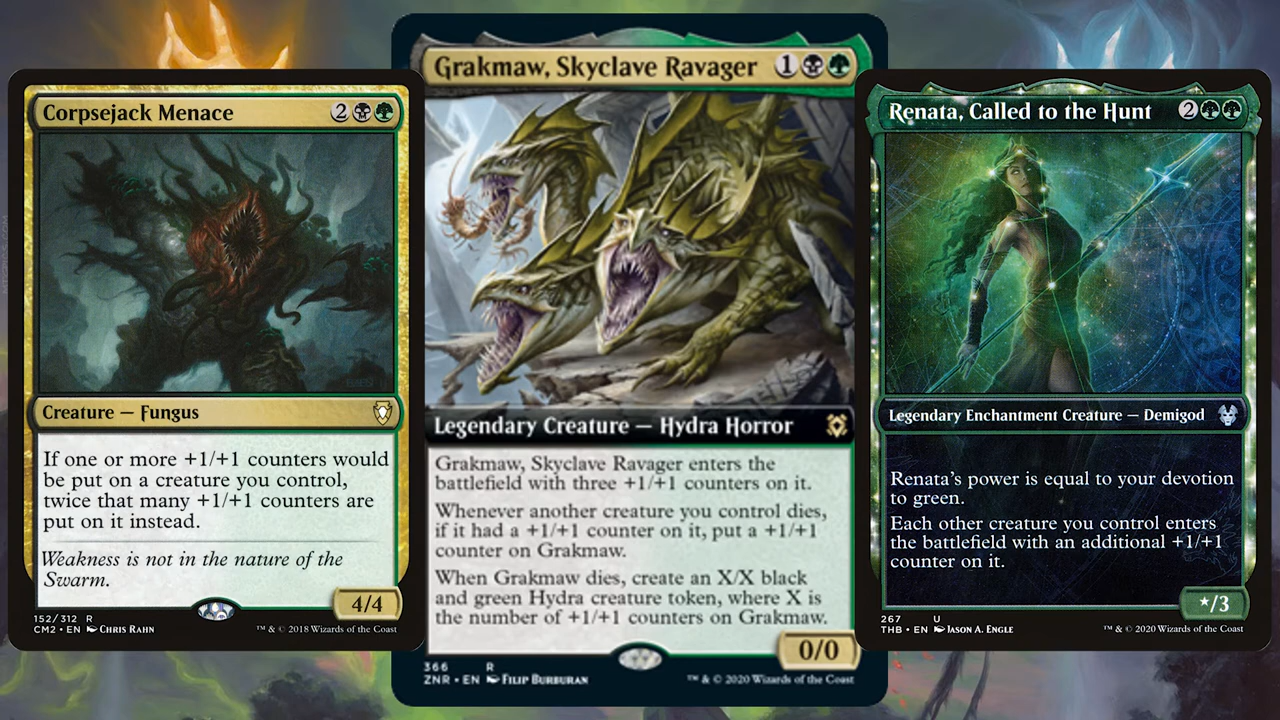 Corpsejack Menace 2
Creature — Fungus
If one or more +1/+1 counters would
be put on a creature you control,
twice that many +1/+1 counters are
put on it instead.
Weakness is not in the nature of the
Swarm.
4/4
152/312 R
CM2 • EN Chris Rahn
™ & © 2018 Wizards of the Coast
Grakmaw, Skyclave Ravager 1
Legendary Creature — Hydra Horror
Grakmaw, Skyclave Ravager enters the
battlefield with three +1/+1 counters on it.
Whenever another creature you control dies,
if it had a +1/+1 counter on it, put a +1/+1
counter on Grakmaw.
When Grakmaw dies, create an X/X black
and green Hydra creature token, where X is
the number of +1/+1 counters on Grakmaw.
0/0
366 R
ZNR • EN Filip Burburan
™ & © 2020 Wizards of the Coast
Renata, Called to the Hunt 2
Legendary Enchantment Creature — Demigod
Renata's power is equal to your devotion
to green.
Each other creature you control enters
the battlefield with an additional +1/+1
counter on it.
★/3
267 U
THB • EN Jason A. Engle
™ & © 2020 Wizards of the Coast